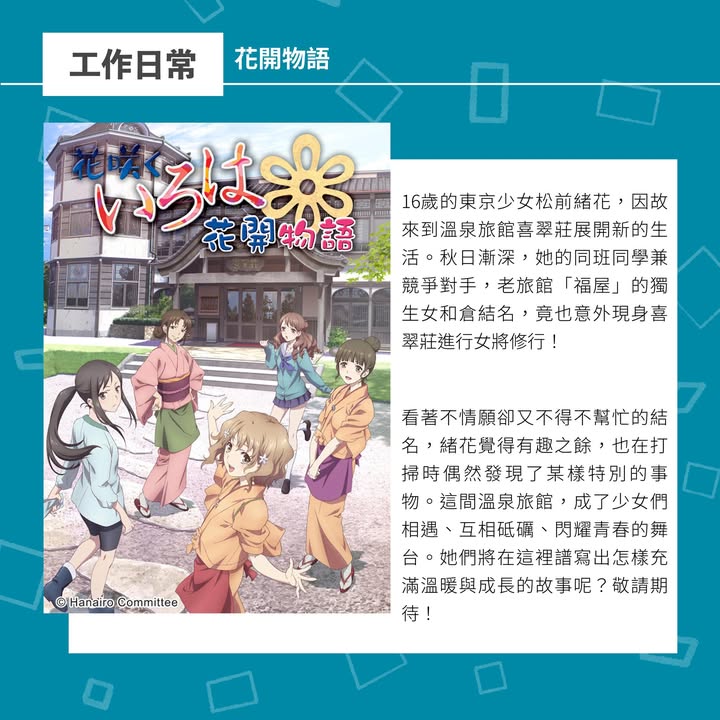 工作日常
花開物語
花咲く
いろは
花開物語
© Hanairo Committee
16歲的東京少女松前緒花，因故
來到溫泉旅館喜翠莊展開新的生
活。秋日漸深，她的同班同學兼
競爭對手，老旅館「福屋」的獨
生女和倉結名，竟也意外現身喜
翠莊進行女將修行！
看著不情願卻又不得不幫忙的結
名，緒花覺得有趣之餘，也在打
掃時偶然發現了某樣特別的事
物。這間溫泉旅館，成了少女們
相遇、互相砥礪、閃耀青春的舞
台。她們將在這裡譜寫出怎樣充
滿溫暖與成長的故事呢？敬請期
待！